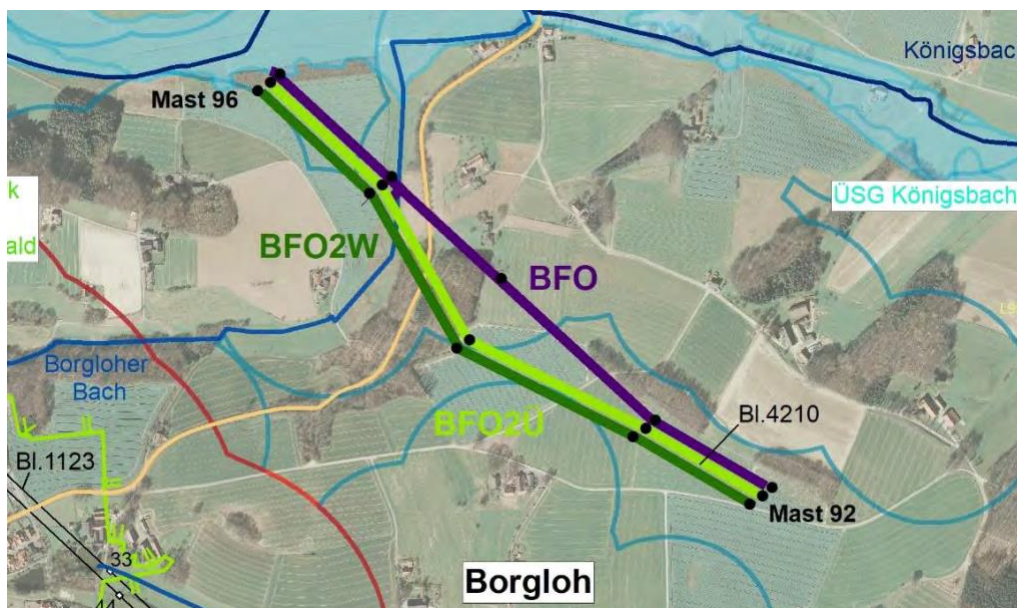 Königsbac
Mast 96
k
ÜSG Königsbach
ald
BFO2W
BFO
Borgloher
Bach
BFO2Ü
Bl.4210
Bl.1123
Mast 92
33
Borgloh